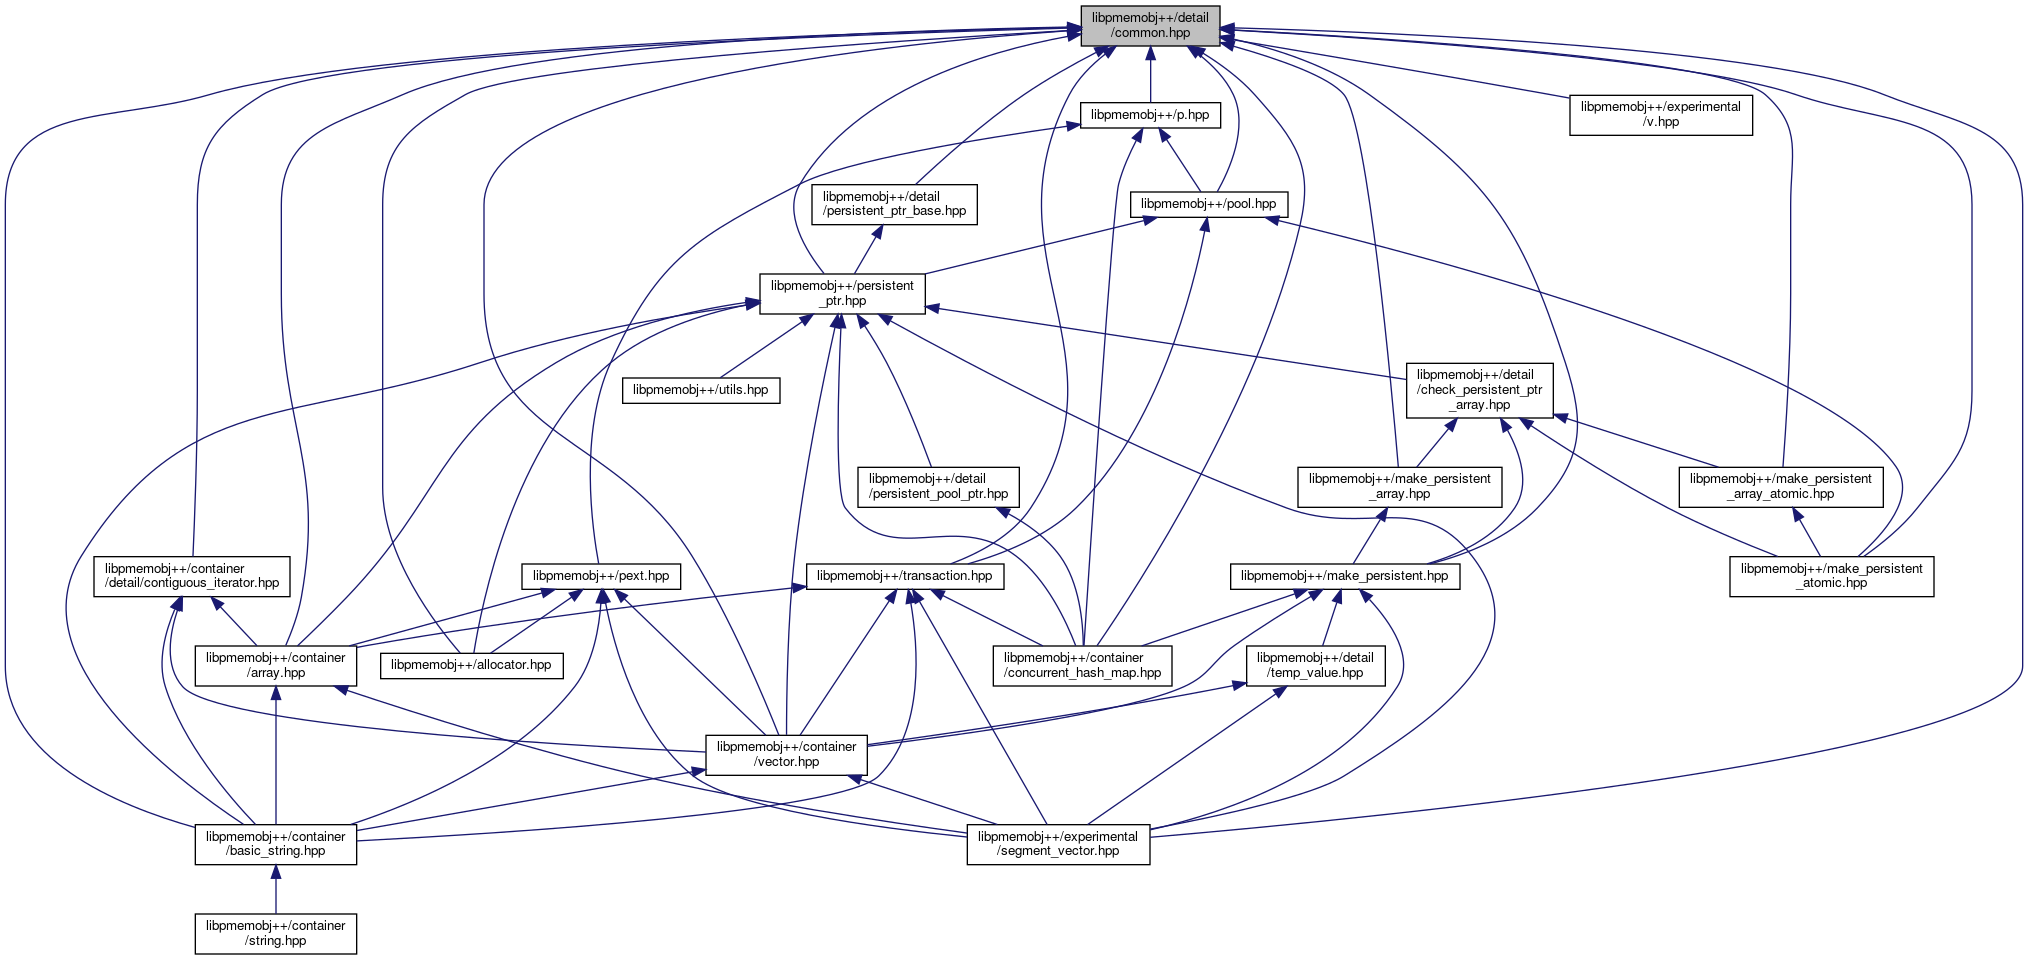 libpmemobj++/detail
/common.hpp
libpmemobj++/experimental
/v.hpp
libpmemobj++/p.hpp
libpmemobj++/detail
/persistent_ptr_base.hpp
libpmemobj++/pool.hpp
libpmemobj++/persistent
_ptr.hpp
libpmemobj++/utils.hpp
libpmemobj++/detail
/check_persistent_ptr
_array.hpp
libpmemobj++/detail
/persistent_pool_ptr.hpp
libpmemobj++/make_persistent
_array.hpp
libpmemobj++/make_persistent
_array_atomic.hpp
libpmemobj++/container
/detail/contiguous_iterator.hpp
libpmemobj++/pext.hpp
libpmemobj++/transaction.hpp
libpmemobj++/make_persistent.hpp
libpmemobj++/make_persistent
_atomic.hpp
libpmemobj++/container
/array.hpp
libpmemobj++/allocator.hpp
libpmemobj++/container
/concurrent_hash_map.hpp
libpmemobj++/detail
/temp_value.hpp
libpmemobj++/container
/vector.hpp
libpmemobj++/container
/basic_string.hpp
libpmemobj++/experimental
/segment_vector.hpp
libpmemobj++/container
/string.hpp